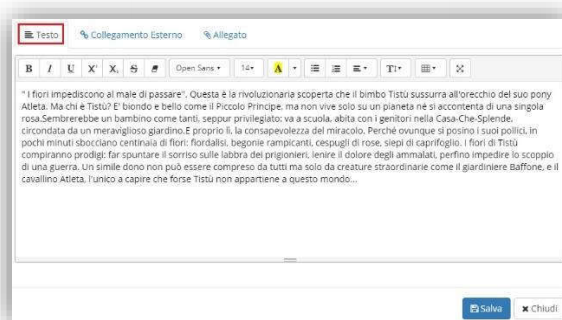 Testo Collegamento Esterno Allegato
B I U X' X, S Open Sans 14 A T
" I fiori impediscono al male di passare". Questa è la rivoluzionaria scoperta che il bimbo Tistù sussurra all'orecchio del suo pony
Atleta. Ma chi è Tistù? E' biondo e bello come il Piccolo Principe, ma non vive solo su un pianeta né si accontenta di una singola
rosa.Sembrerebbe un bambino come tanti, seppur privilegiato: va a scuola, abita con i genitori nella Casa-Che-Splende,
circondata da un meraviglioso giardino.E proprio lì, la consapevolezza del miracolo. Perché ovunque si posino i suoi pollici, in
pochi minuti sbocciano centinaia di fiori: fiordalisi, begonie rampicanti, cespugli di rose, siepi di caprifoglio. I fiori di Tistù
compiranno prodigi: far spuntare il sorriso sulle labbra dei prigionieri, lenire il dolore degli ammalati, perfino impedire lo scoppio
di una guerra. Un simile dono non può essere compreso da tutti ma solo da creature straordinarie come il giardiniere Baffone, e il
cavallino Atleta, l'unico a capire che forse Tistù non appartiene a questo mondo...
Salva Chiudi